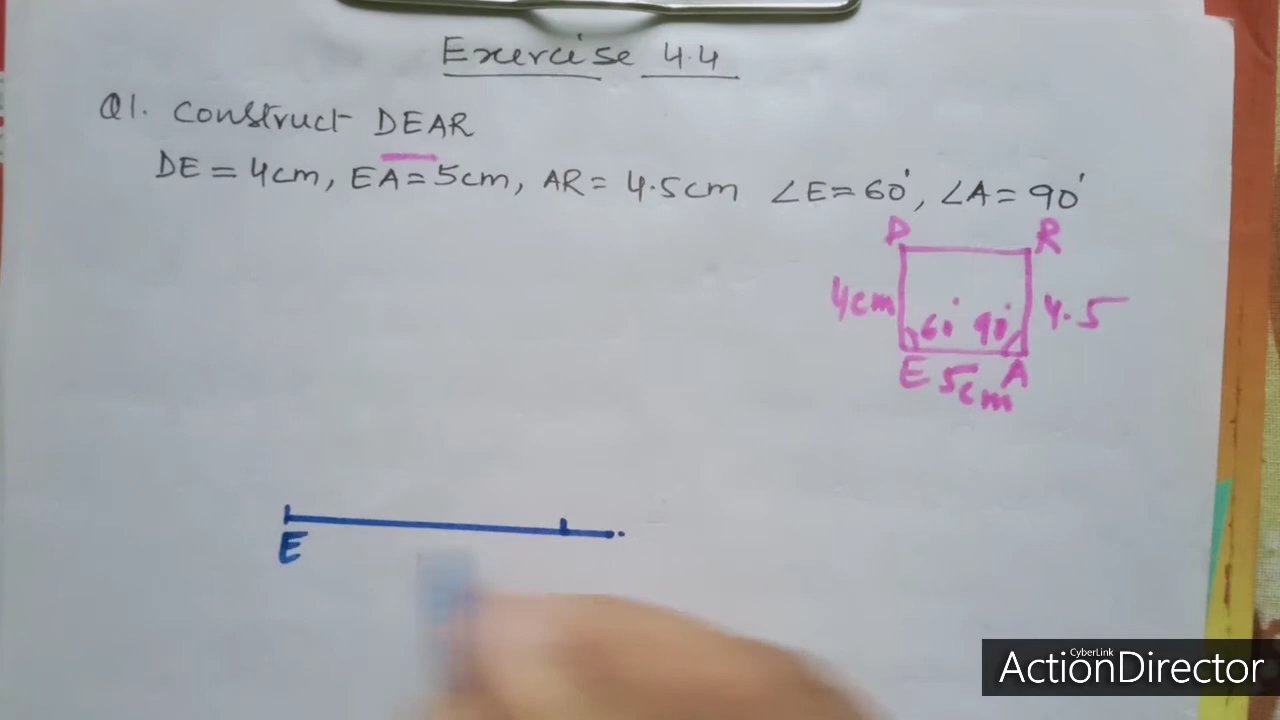 Exercise 4.4
Q1. Construct DEAR
DE = 4cm, EA = 5cm, AR = 4.5cm ∠E = 60°, ∠A = 90°
D R
4cm 60° 90° 4.5
E 5cm A
E
CyberLink
ActionDirector